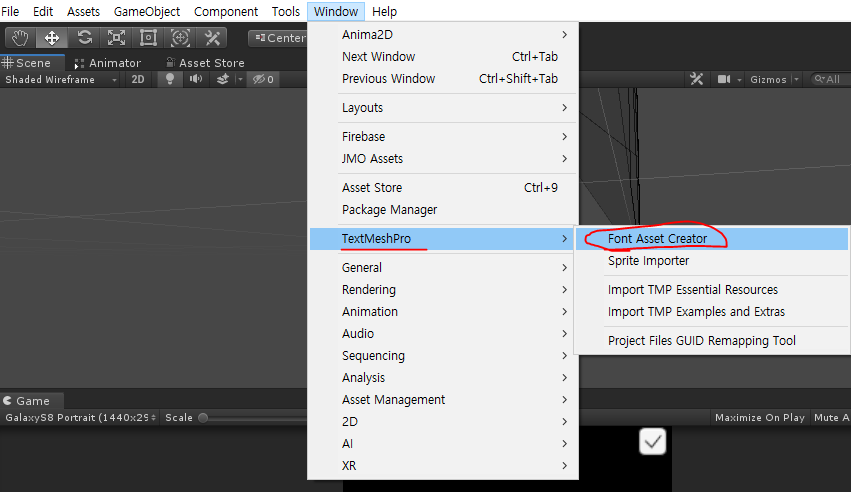 File Edit Assets GameObject Component Tools Window Help
Center
Scene Animator Asset Store
Shaded Wireframe 2D 0 Gizmos All
Anima2D
Next Window Ctrl+Tab
Previous Window Ctrl+Shift+Tab
Layouts
Firebase
JMO Assets
Asset Store Ctrl+9
Package Manager
TextMeshPro
General
Rendering
Animation
Audio
Sequencing
Analysis
Asset Management
2D
AI
XR
Font Asset Creator
Sprite Importer
Import TMP Essential Resources
Import TMP Examples and Extras
Project Files GUID Remapping Tool
Game
GalaxyS8 Portrait (1440x29 Scale Maximize On Play Mute A